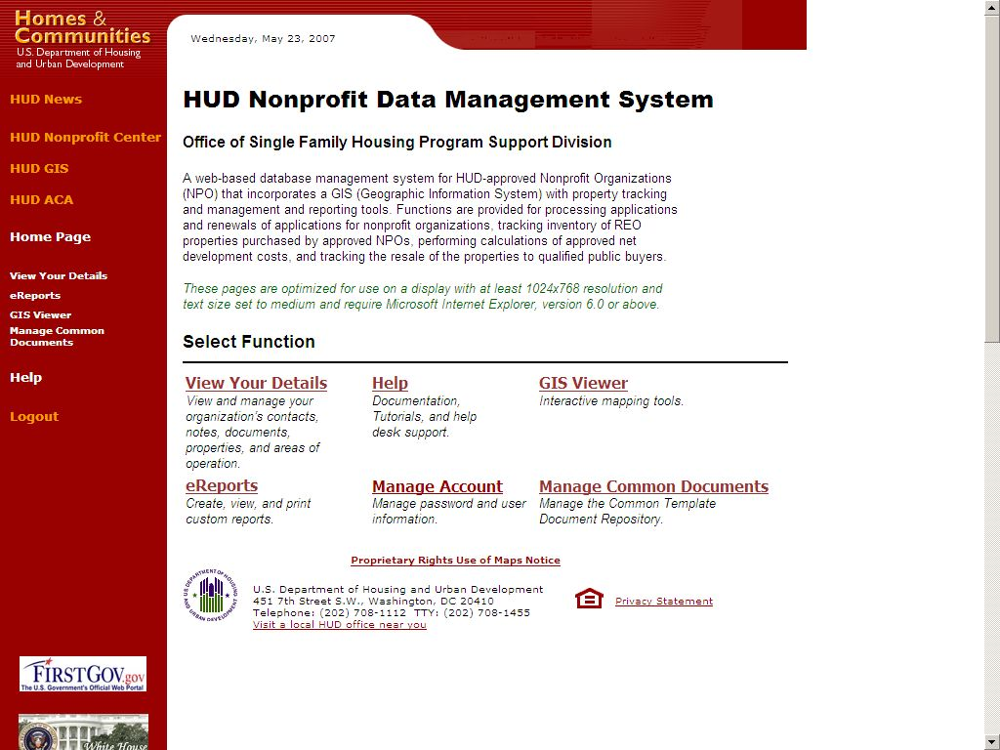 Homes &
Communities
U.S. Department of Housing
and Urban Development
Wednesday, May 23, 2007
HUD News
HUD Nonprofit Center
HUD GIS
HUD ACA
Home Page
View Your Details
eReports
GIS Viewer
Manage Common
Documents
Help
Logout
HUD Nonprofit Data Management System
Office of Single Family Housing Program Support Division
A web-based database management system for HUD-approved Nonprofit Organizations
(NPO) that incorporates a GIS (Geographic Information System) with property tracking
and management and reporting tools. Functions are provided for processing applications
and renewals of applications for nonprofit organizations, tracking inventory of REO
properties purchased by approved NPOs, performing calculations of approved net
development costs, and tracking the resale of the properties to qualified public buyers.
These pages are optimized for use on a display with at least 1024x768 resolution and
text size set to medium and require Microsoft Internet Explorer, version 6.0 or above.
Select Function
View Your Details
View and manage your
organization's contacts,
notes, documents,
properties, and areas of
operation.
Help
Documentation,
Tutorials, and help
desk support.
GIS Viewer
Interactive mapping tools.
eReports
Create, view, and print
custom reports.
Manage Account
Manage password and user
information.
Manage Common Documents
Manage the Common Template
Document Repository.
Proprietary Rights Use of Maps Notice
U.S. DEPARTMENT OF HOUSING
AND URBAN DEVELOPMENT
U.S. Department of Housing and Urban Development
451 7th Street S.W., Washington, DC 20410
Telephone: (202) 708-1112 TTY: (202) 708-1455
Visit a local HUD office near you
Privacy Statement
FIRSTGOV.gov
The U.S. Government's Official Web Portal
White House